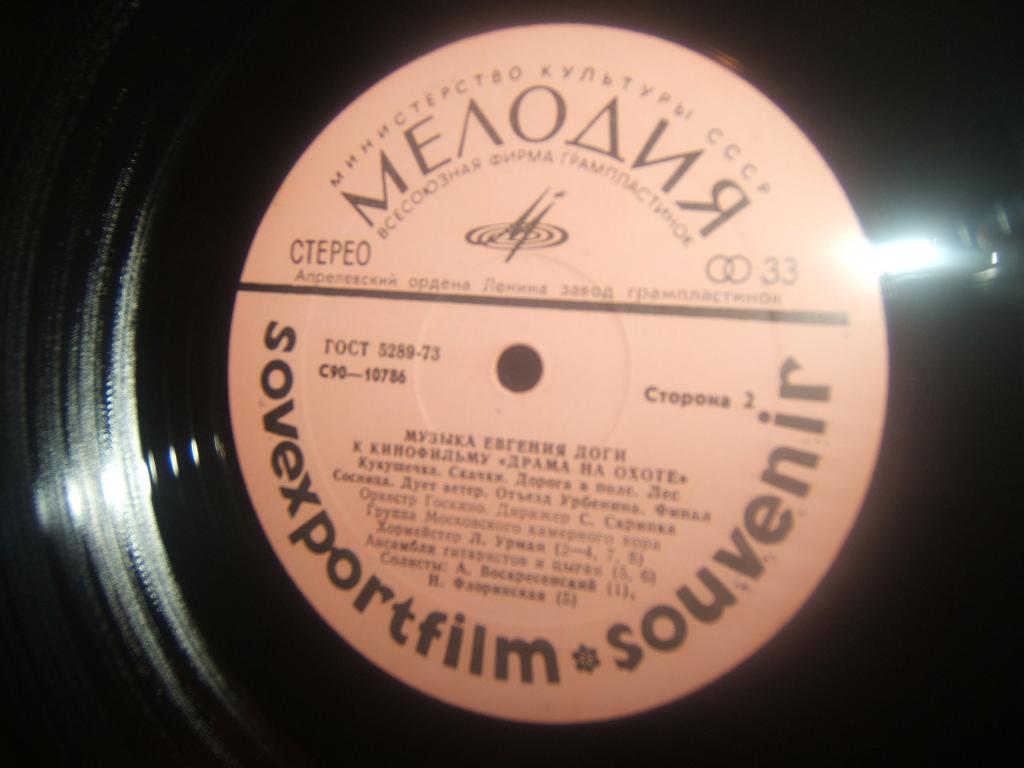 МИНИСТЕРСТВО КУЛЬТУРЫ СССР
МЕЛОДИЯ
ВСЕСОЮЗНАЯ ФИРМА ГРАМПЛАСТИНОК
СТЕРЕО
33
Апрелевский ордена Ленина завод грампластинок
ГОСТ 5289-73
С90—10786
Сторона 2
МУЗЫКА ЕВГЕНИЯ ДОГИ
К КИНОФИЛЬМУ «ДРАМА НА ОХОТЕ»
Кукушечка. Скачки. Дорога в поле. Лес
Сослица. Дует ветер. Отъезд Урбенина. Финал
Оркестр Госкино. Дирижер С. Скрипка
Группа Московского камерного хора
Хормейстер Л. Урман (2—4, 7, 8)
Ансамбли гитаристов и цыган (5, 6)
Солисты: А. Воскресенский (1),
Н. Флоринская (5)
sovexportfilm * souvenir